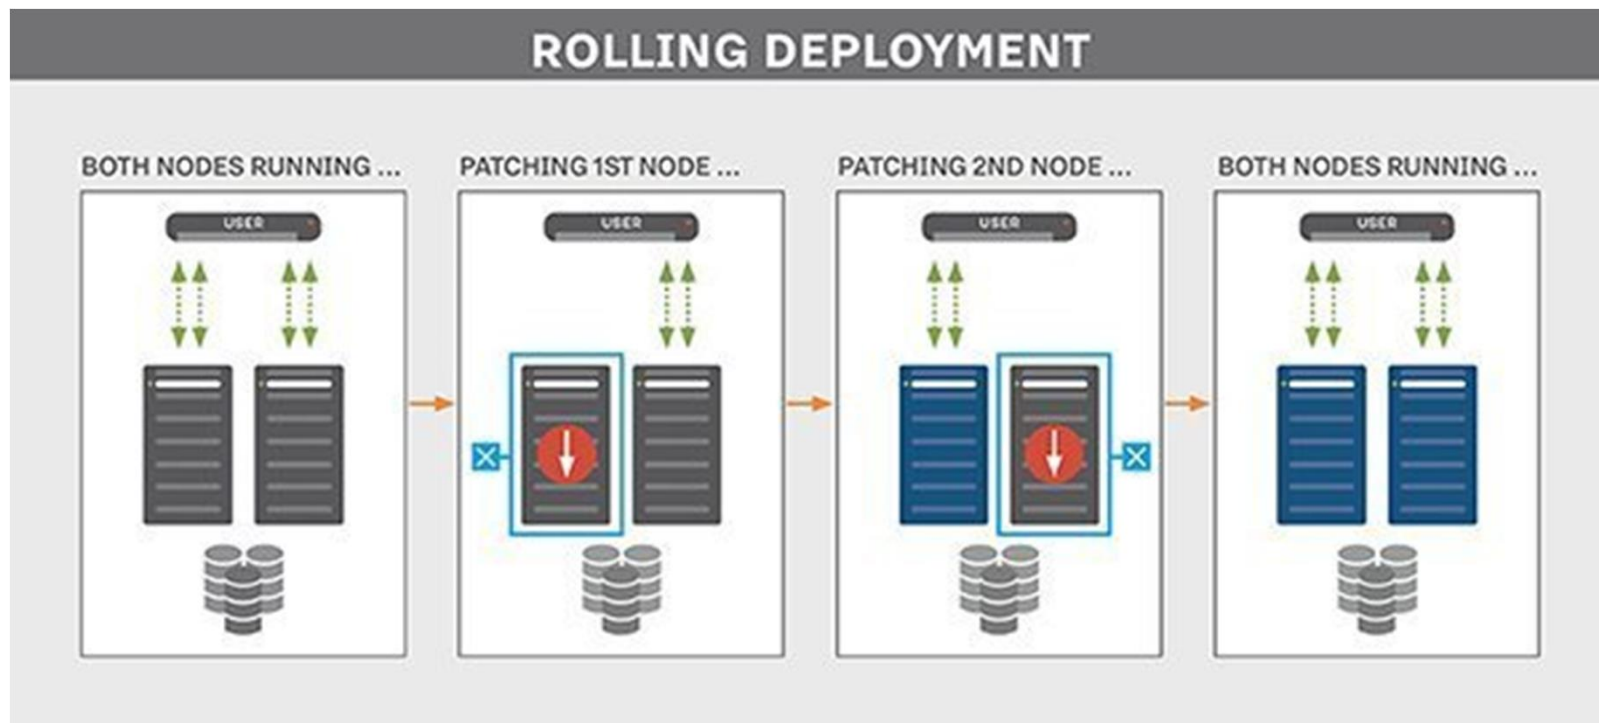 ROLLING DEPLOYMENT
BOTH NODES RUNNING ...
PATCHING 1ST NODE ...
PATCHING 2ND NODE ...
BOTH NODES RUNNING ...
USER
USER
USER
USER